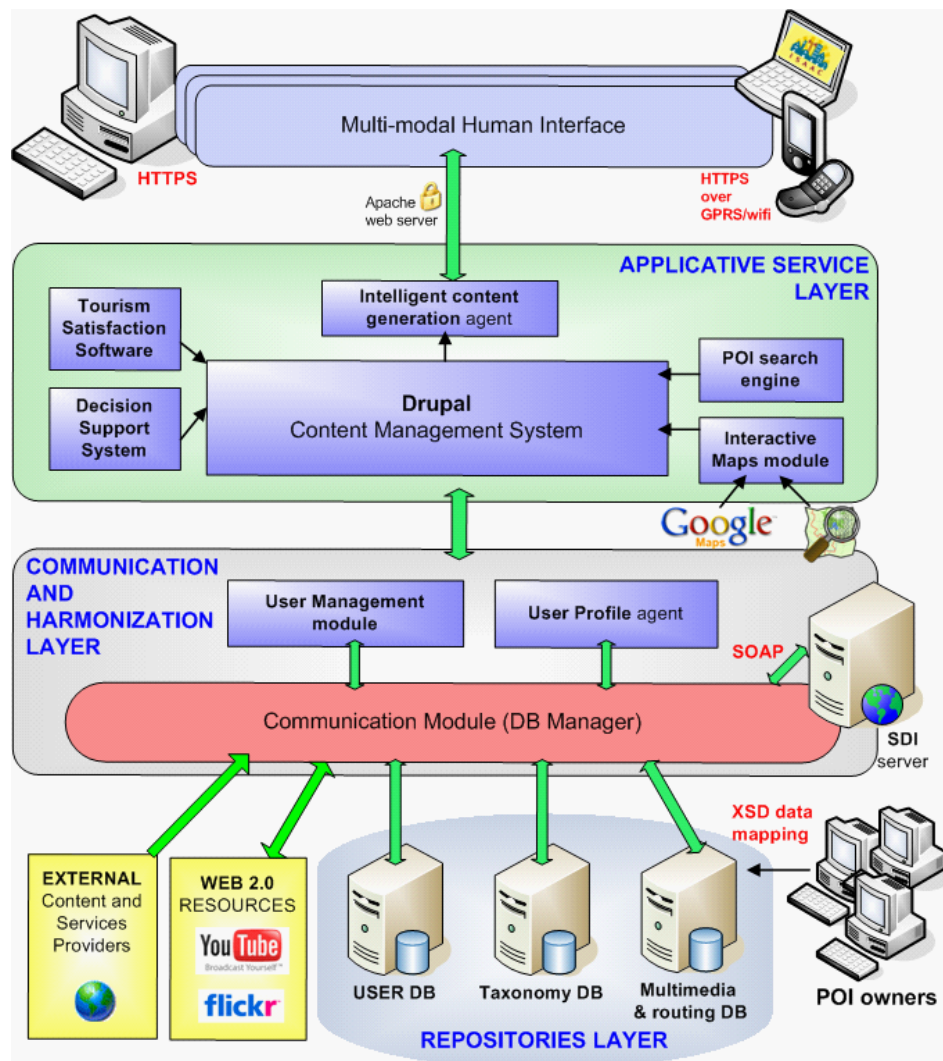 Multi-modal Human Interface
HTTPS
HTTPS
over
GPRS/wifi
Apache
web server
APPLICATIVE SERVICE
LAYER
Intelligent content
generation agent
Tourism
Satisfaction
Software
Decision
Support
System
Drupal
Content Management System
POI search
engine
Interactive
Maps module
Google™
Maps
COMMUNICATION
AND
HARMONIZATION
LAYER
User Management
module
User Profile agent
SOAP
Communication Module (DB Manager)
SDI
server
XSD data
mapping
EXTERNAL
Content and
Services
Providers
WEB 2.0
RESOURCES
YouTube
Broadcast Yourself™
flickr
USER DB
Taxonomy DB
Multimedia
& routing DB
POI owners
REPOSITORIES LAYER